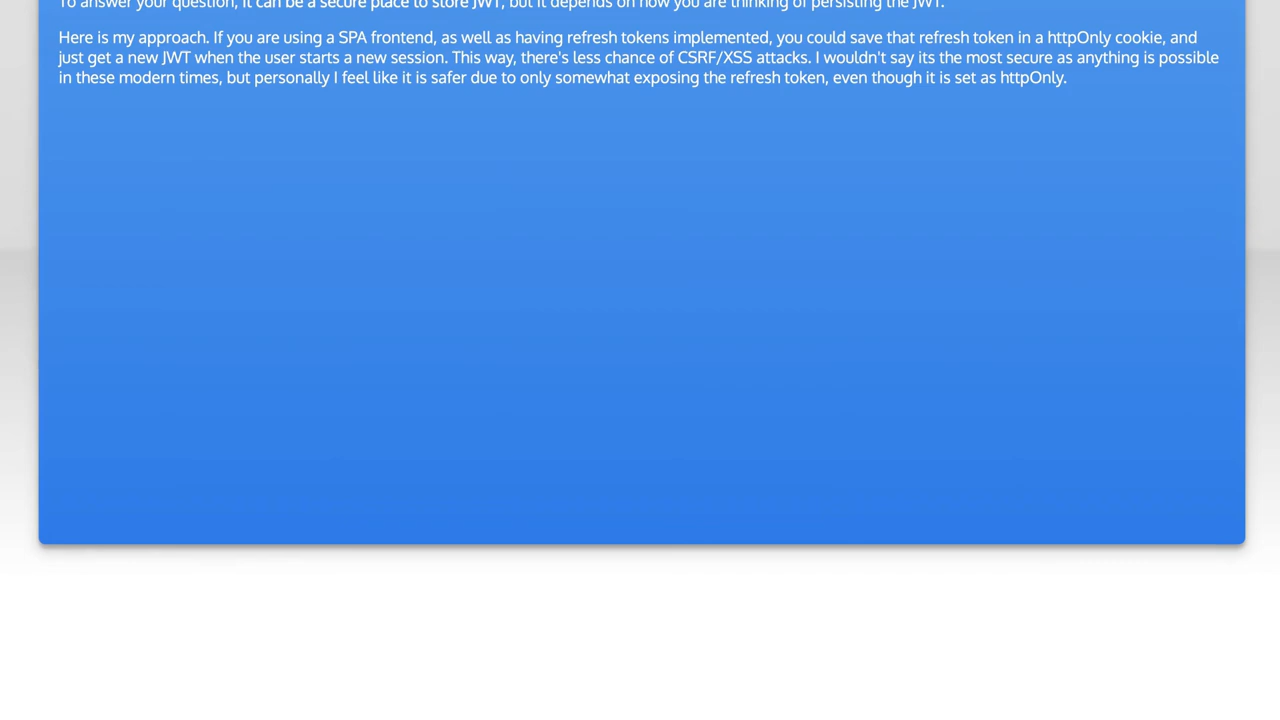 To answer your question, it can be a secure place to store JWT, but it depends on how you are thinking of persisting the JWT.
Here is my approach. If you are using a SPA frontend, as well as having refresh tokens implemented, you could save that refresh token in a httpOnly cookie, and
just get a new JWT when the user starts a new session. This way, there's less chance of CSRF/XSS attacks. I wouldn't say its the most secure as anything is possible
in these modern times, but personally I feel like it is safer due to only somewhat exposing the refresh token, even though it is set as httpOnly.